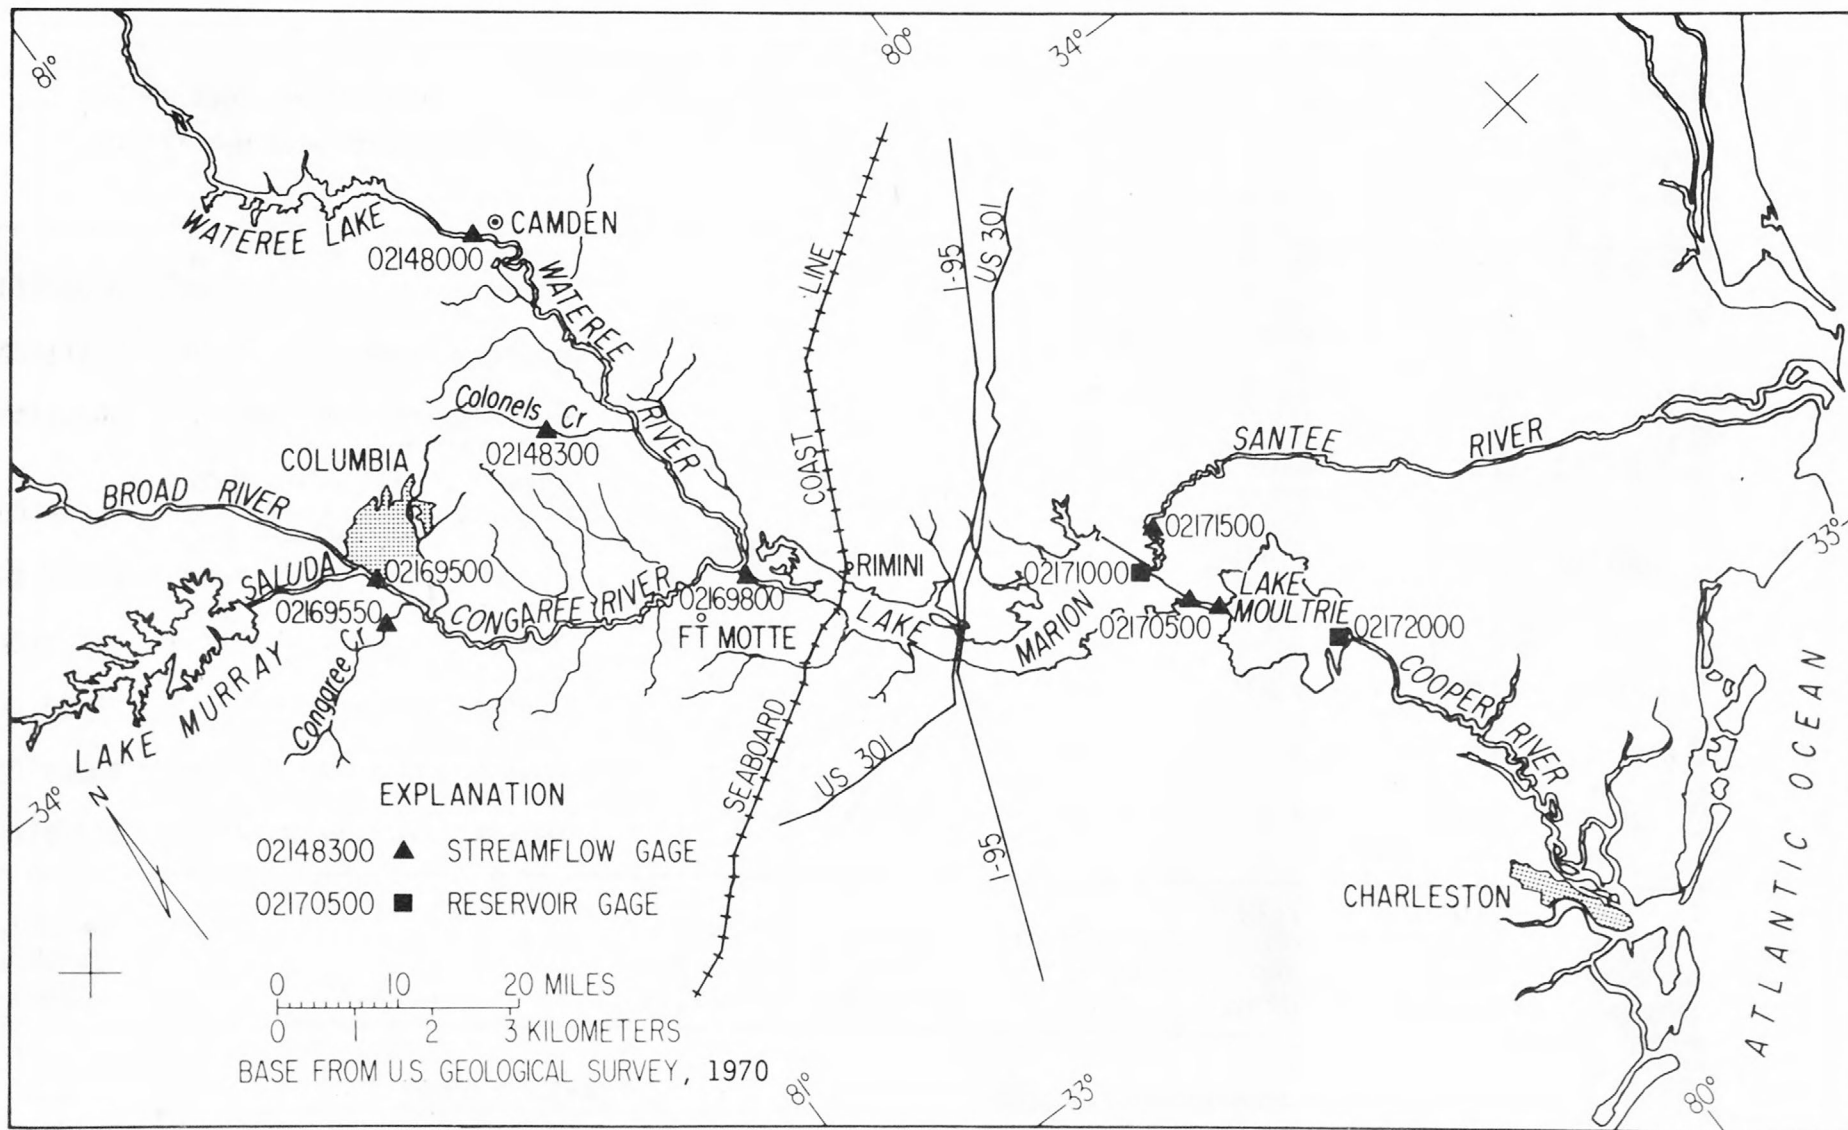 81°
80°
34°
WATEREE LAKE
CAMDEN
02148000
WATEREE
RIVER
LINE
COAST
SEABOARD
I-95
US 301
Colonels Cr
02148300
COLUMBIA
BROAD RIVER
SALUDA
02169500
02169550
CONGAREE RIVER
Congaree Cr
LAKE MURRAY
02169800
FT MOTTE
RIMINI
LAKE
MARION
SANTEE
RIVER
02171500
02171000
02170500
LAKE
MOULTRIE
02172000
COOPER
RIVER
33°
US 301
I-95
CHARLESTON
ATLANTIC OCEAN
34°
N
EXPLANATION
02148300 ▲ STREAMFLOW GAGE
02170500 ■ RESERVOIR GAGE
0 10 20 MILES
0 1 2 3 KILOMETERS
BASE FROM U.S. GEOLOGICAL SURVEY, 1970
81°
33°
80°